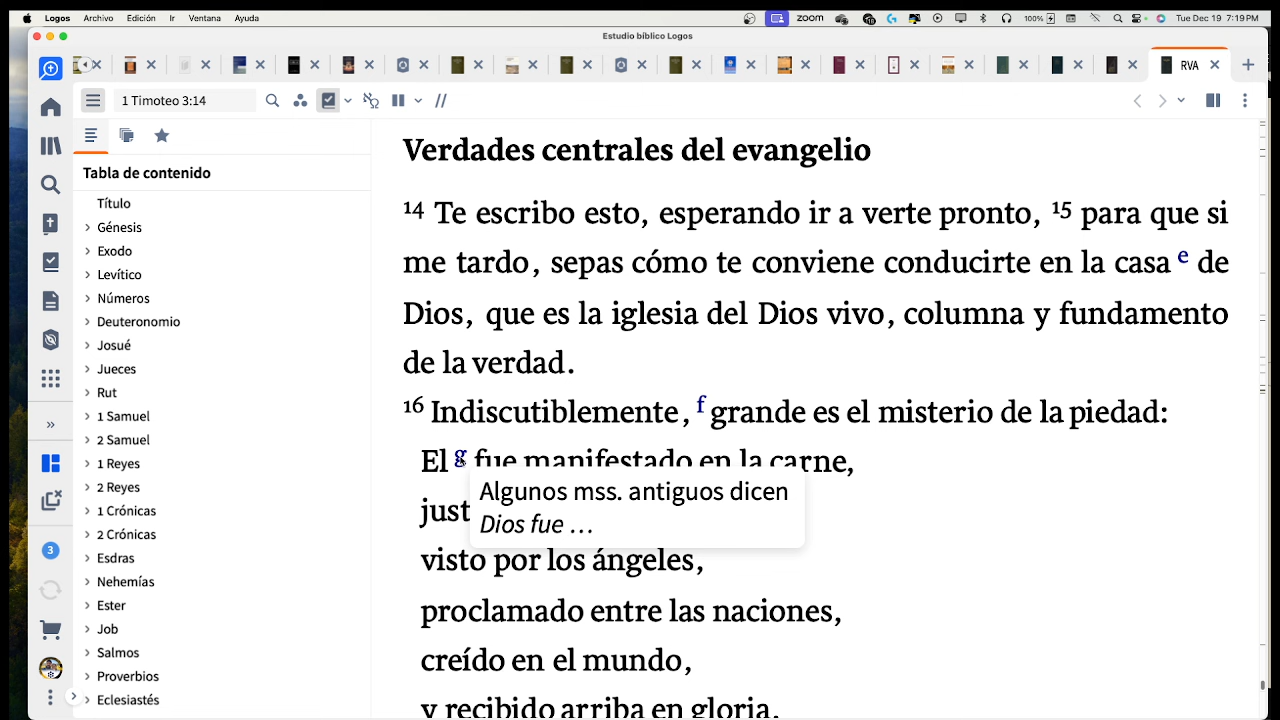 Logos Archivo Edición Ir Ventana Ayuda zoom 100% Tue Dec 19 7:19 PM
Estudio bíblico Logos
RVA
1 Timoteo 3:14
Tabla de contenido
Título
Génesis
Exodo
Levítico
Números
Deuteronomio
Josué
Jueces
Rut
1 Samuel
2 Samuel
1 Reyes
2 Reyes
1 Crónicas
2 Crónicas
Esdras
Nehemías
Ester
Job
Salmos
Proverbios
Eclesiastés
3
Verdades centrales del evangelio
14 Te escribo esto, esperando ir a verte pronto, 15 para que si
me tardo, sepas cómo te conviene conducirte en la casa e de
Dios, que es la iglesia del Dios vivo, columna y fundamento
de la verdad.
16 Indiscutiblemente, f grande es el misterio de la piedad:
El g fue manifestado en la carne,
just
Algunos mss. antiguos dicen
Dios fue …
visto por los ángeles,
proclamado entre las naciones,
creído en el mundo,
y recibido arriba en gloria.